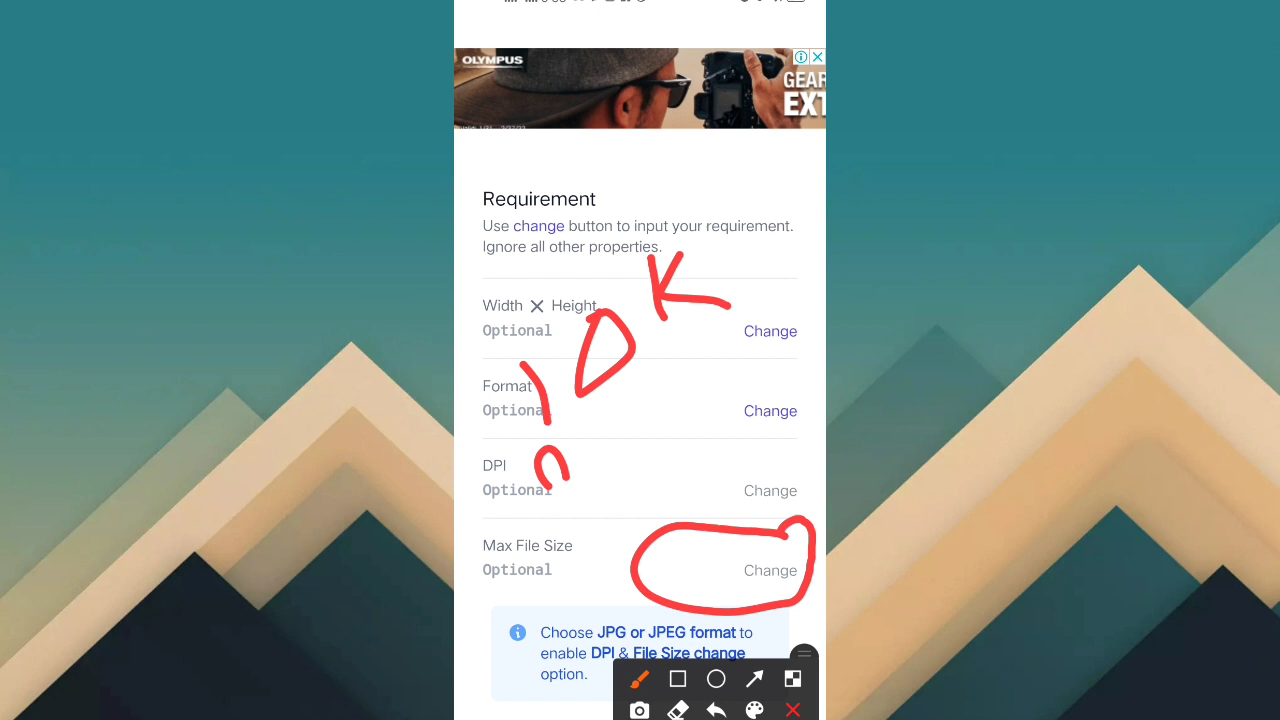 OLYMPUS
GEAR
EXT
Requirement
Use change button to input your requirement.
Ignore all other properties.
K
Width × Height
Optional
Change
Format
Optional
Change
DPI
Optional
Change
Max File Size
Optional
Change
Choose JPG or JPEG format to
enable DPI & File Size change
option.